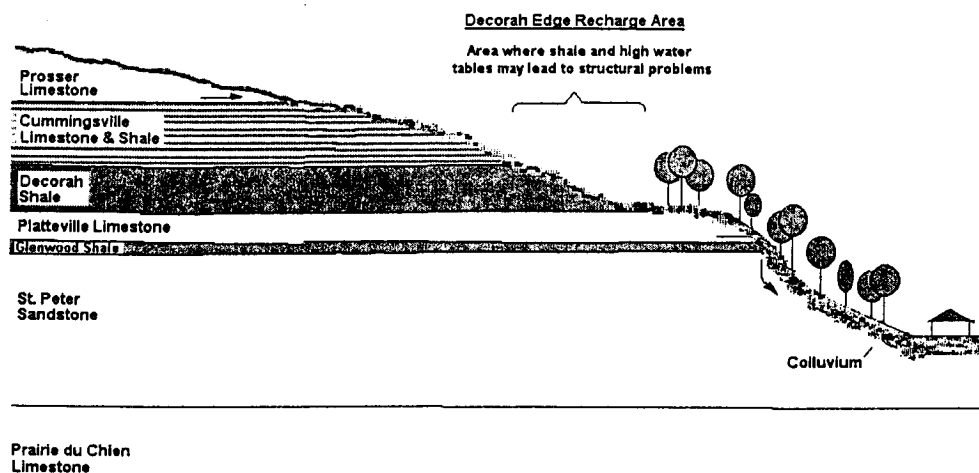 Decorah Edge Recharge Area
Area where shale and high water
tables may lead to structural problems
Prosser
Limestone
Cummingsville
Limestone & Shale
Decorah
Shale
Platteville Limestone
Glenwood Shale
St. Peter
Sandstone
Colluvium
Prairie du Chien
Limestone